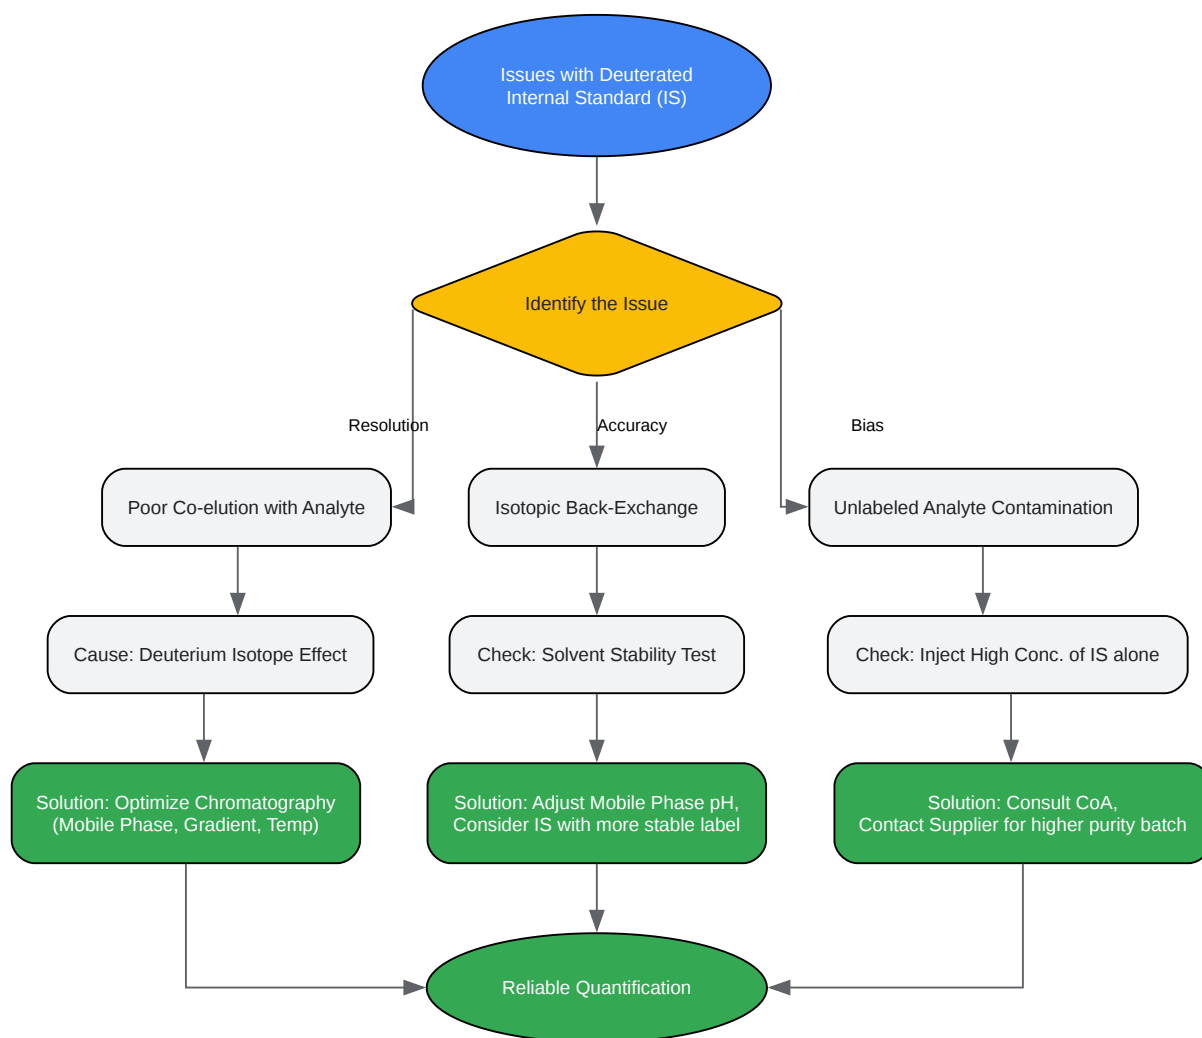 Issues with Deuterated
Internal Standard (IS)
Identify the Issue
Resolution
Accuracy
Bias
Poor Co-elution with Analyte
Isotopic Back-Exchange
Unlabeled Analyte Contamination
Cause: Deuterium Isotope Effect
Check: Solvent Stability Test
Check: Inject High Conc. of IS alone
Solution: Optimize Chromatography
(Mobile Phase, Gradient, Temp)
Solution: Adjust Mobile Phase pH,
Consider IS with more stable label
Solution: Consult CoA,
Contact Supplier for higher purity batch
Reliable Quantification